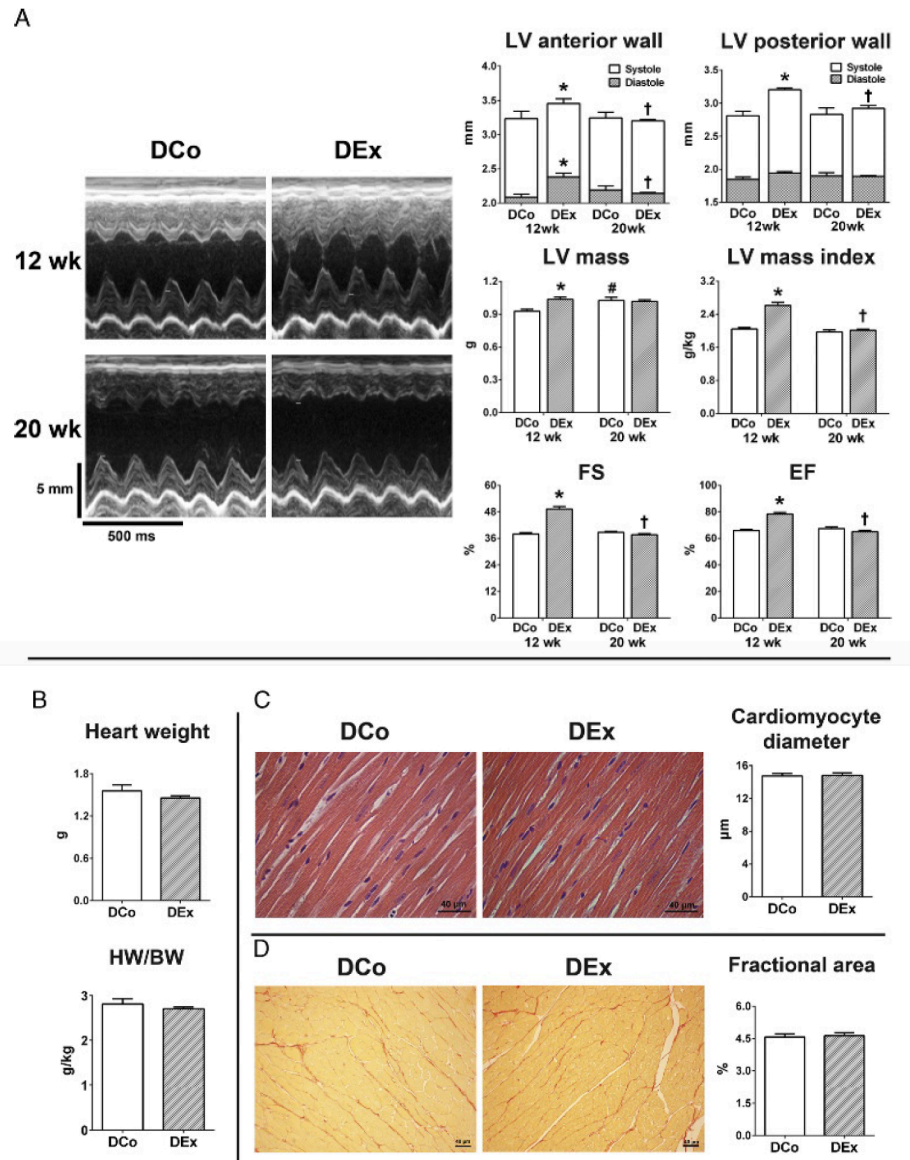 A
DCo DEx
12 wk
20 wk
5 mm
500 ms
LV anterior wall
Systole
Diastole
mm
4.0
3.5
3.0
2.5
2.0
* * † †
DCo DEx DCo DEx
12wk 20wk
LV posterior wall
Systole
Diastole
mm
3.5
3.0
2.5
2.0
1.5
* †
DCo DEx DCo DEx
12wk 20wk
LV mass
g
1.2
0.9
0.6
0.3
0.0
* #
DCo DEx DCo DEx
12 wk 20 wk
LV mass index
g/kg
3.2
2.4
1.6
0.8
0.0
* †
DCo DEx DCo DEx
12 wk 20 wk
FS
%
60
48
36
24
12
0
* †
DCo DEx DCo DEx
12 wk 20 wk
EF
%
100
80
60
40
20
0
* †
DCo DEx DCo DEx
12 wk 20 wk
B
Heart weight
g
1.8
1.2
0.6
0.0
DCo DEx
HW/BW
g/kg
3
2
1
0
DCo DEx
C
DCo DEx
40 µm
40 µm
Cardiomyocyte
diameter
µm
16
12
8
4
0
DCo DEx
D
DCo DEx
Fractional area
%
6.0
4.5
3.0
1.5
0.0
DCo DEx